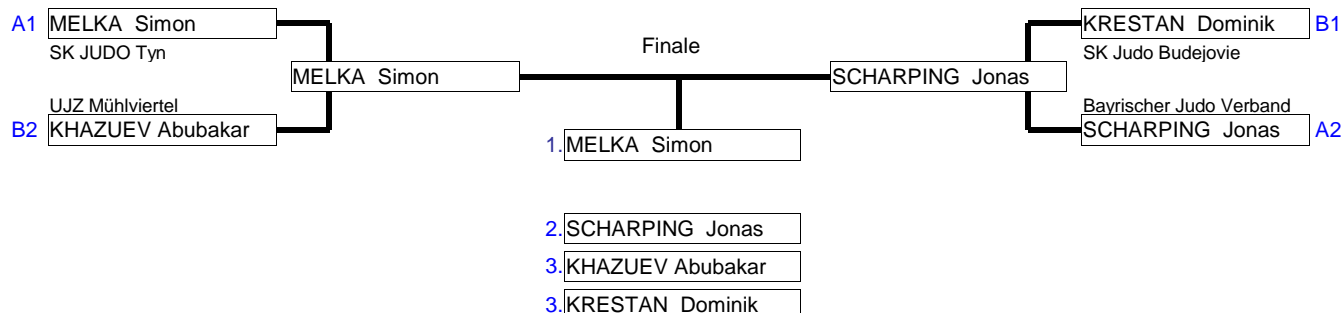 A1 MELKA Simon
SK JUDO Tyn
UJZ Mühlviertel
B2 KHAZUEV Abubakar
MELKA Simon
Finale
SCHARPING Jonas
KRESTAN Dominik B1
SK Judo Budejovie
Bayrischer Judo Verband
SCHARPING Jonas A2
1. MELKA Simon
2. SCHARPING Jonas
3. KHAZUEV Abubakar
3. KRESTAN Dominik